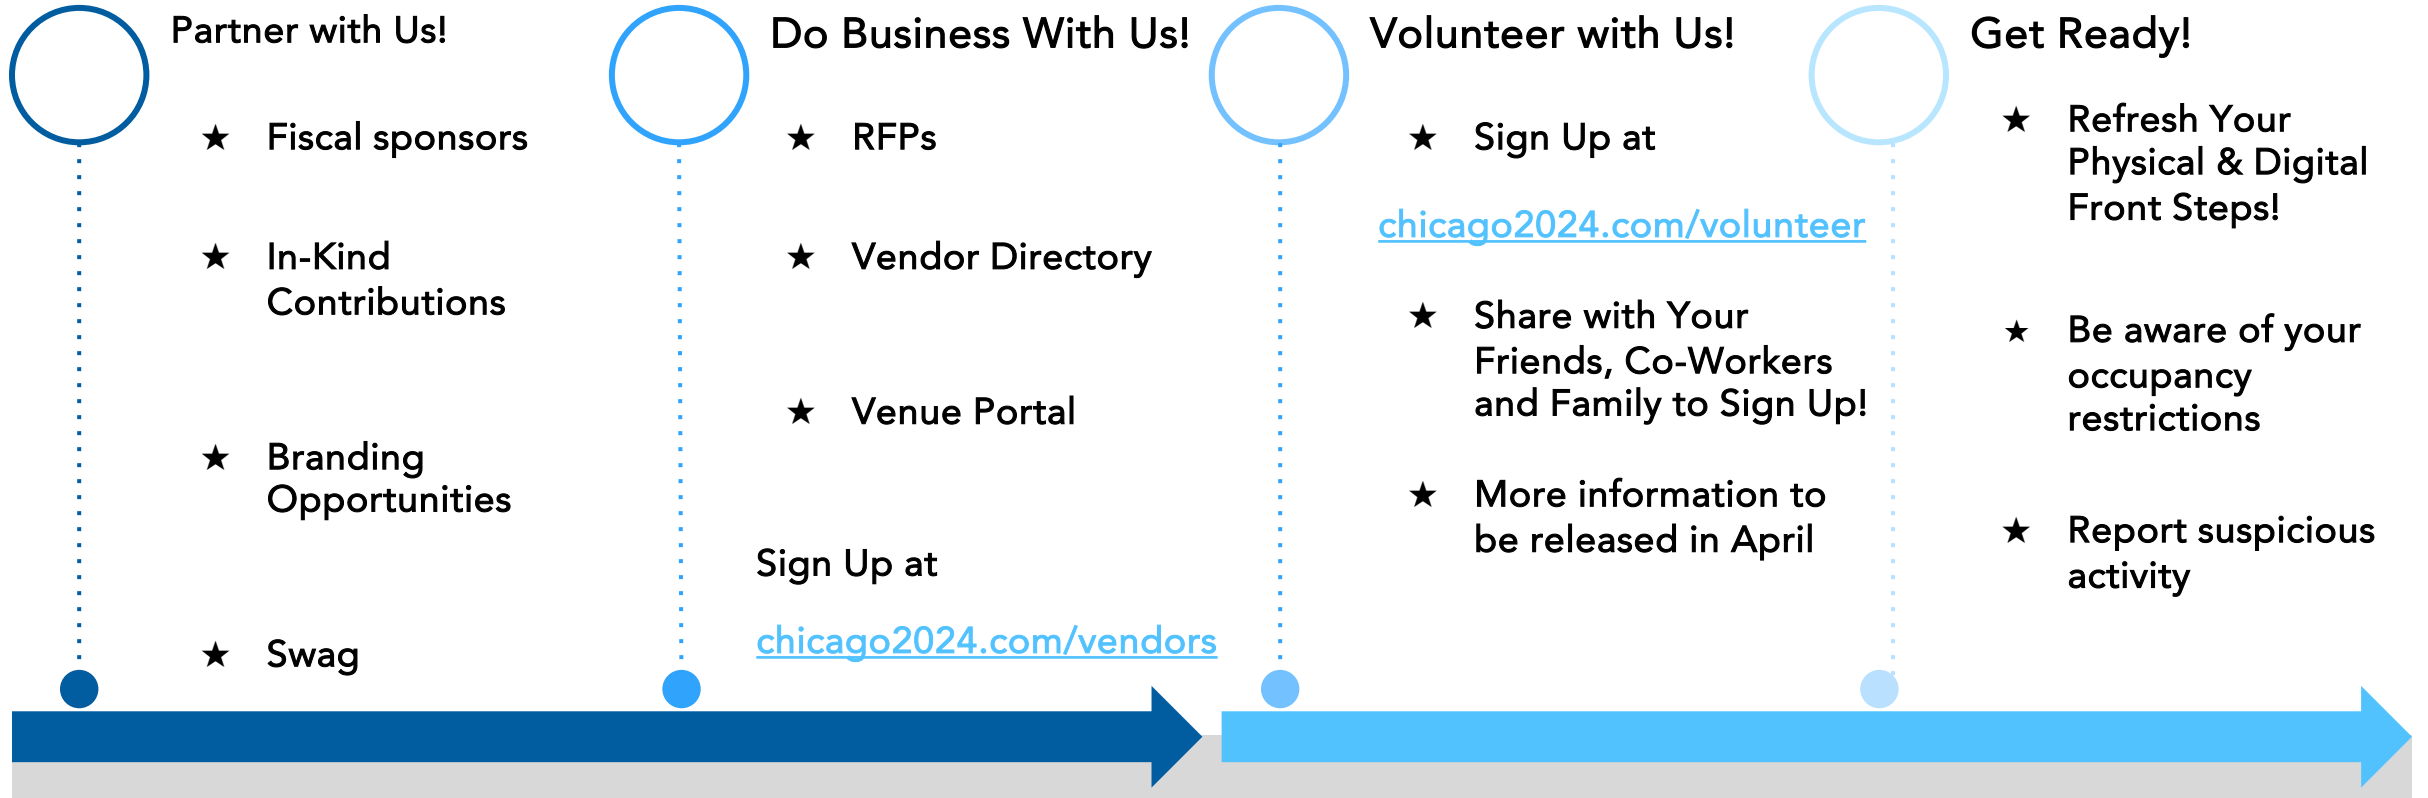 Partner with Us!
★ Fiscal sponsors
★ In-Kind
Contributions
★ Branding
Opportunities
★ Swag
Do Business With Us!
★ RFPs
★ Vendor Directory
★ Venue Portal
Sign Up at
chicago2024.com/vendors
Volunteer with Us!
★ Sign Up at
chicago2024.com/volunteer
★ Share with Your
Friends, Co-Workers
and Family to Sign Up!
★ More information to
be released in April
Get Ready!
★ Refresh Your
Physical & Digital
Front Steps!
★ Be aware of your
occupancy
restrictions
★ Report suspicious
activity